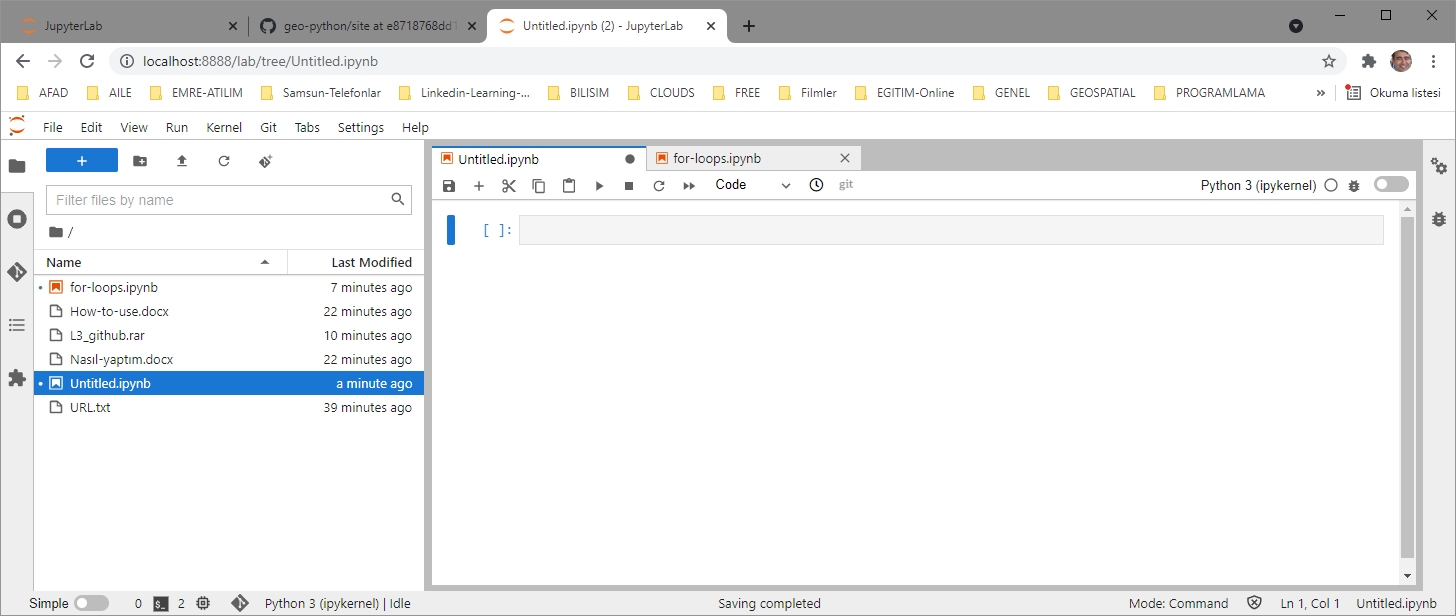 JupyterLab
geo-python/site at e8718768dd
Untitled.ipynb (2) - JupyterLab
localhost:8888/lab/tree/Untitled.ipynb
AFAD AILE EMRE-ATILIM Samsun-Telefonlar Linkedin-Learning-... BILISIM CLOUDS FREE Filmler EGITIM-Online GENEL GEOSPATIAL PROGRAMLAMA » Okuma listesi
File Edit View Run Kernel Git Tabs Settings Help
Untitled.ipynb
for-loops.ipynb
Code
git
Python 3 (ipykernel)
Filter files by name
/
Name Last Modified
for-loops.ipynb 7 minutes ago
How-to-use.docx 22 minutes ago
L3_github.rar 10 minutes ago
Nasıl-yaptım.docx 22 minutes ago
Untitled.ipynb a minute ago
URL.txt 39 minutes ago
[ ]:
Simple 0 $_ 2 Python 3 (ipykernel) | Idle Saving completed Mode: Command Ln 1, Col 1 Untitled.ipynb